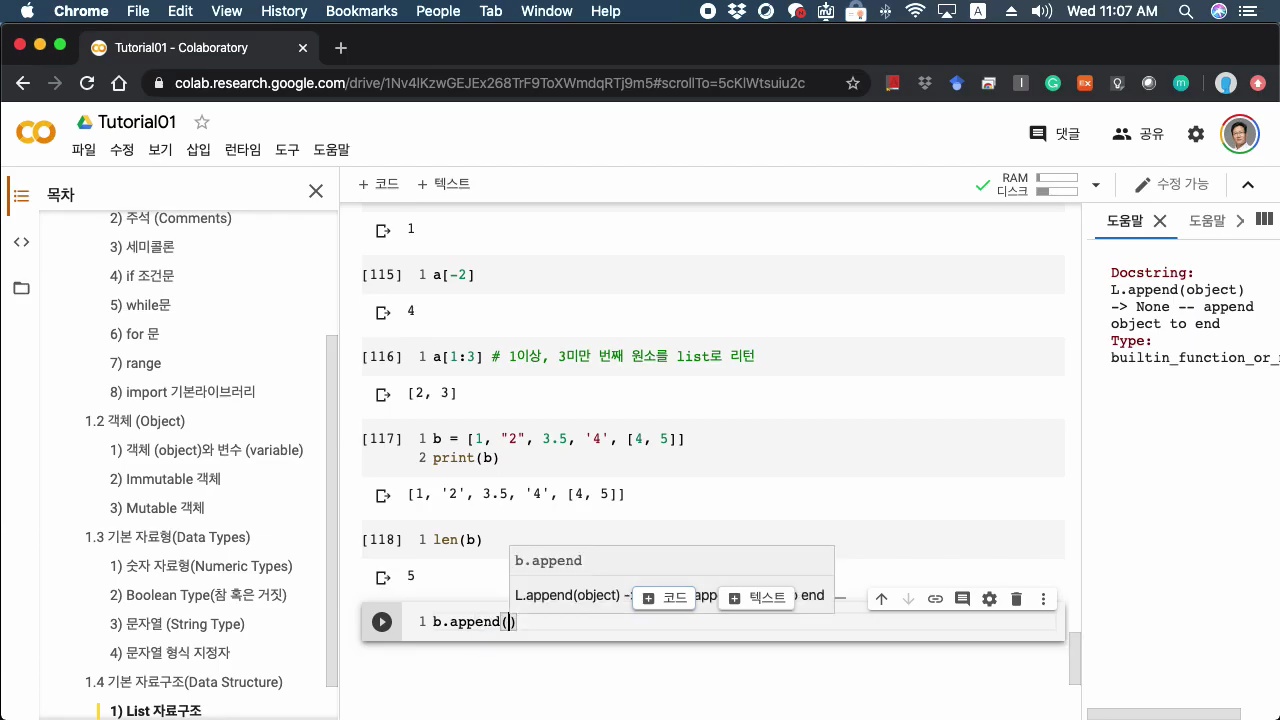 Chrome File Edit View History Bookmarks People Tab Window Help Wed 11:07 AM
Tutorial01 - Colaboratory
colab.research.google.com/drive/1Nv4lKzwGEJEx268TrF9ToXWmdqRTj9m5#scrollTo=5cKlWtsuiu2c
Tutorial01
댓글 공유
파일 수정 보기 삽입 런타임 도구 도움말
목차
2) 주석 (Comments)
3) 세미콜론
4) if 조건문
5) while문
6) for 문
7) range
8) import 기본라이브러리
1.2 객체 (Object)
1) 객체 (object)와 변수 (variable)
2) Immutable 객체
3) Mutable 객체
1.3 기본 자료형(Data Types)
1) 숫자 자료형(Numeric Types)
2) Boolean Type(참 혹은 거짓)
3) 문자열 (String Type)
4) 문자열 형식 지정자
1.4 기본 자료구조(Data Structure)
1) List 자료구조
+ 코드 + 텍스트
RAM
디스크
수정 가능
1
[115] 1 a[-2]
4
[116] 1 a[1:3] # 1이상, 3미만 번째 원소를 list로 리턴
[2, 3]
[117] 1 b = [1, "2", 3.5, '4', [4, 5]]
2 print(b)
[1, '2', 3.5, '4', [4, 5]]
[118] 1 len(b)
5
b.append
L.append(object) - 코드 app 텍스트 o end
1 b.append()
도움말 도움말
Docstring:
L.append(object)
-> None -- append
object to end
Type:
builtin_function_or_